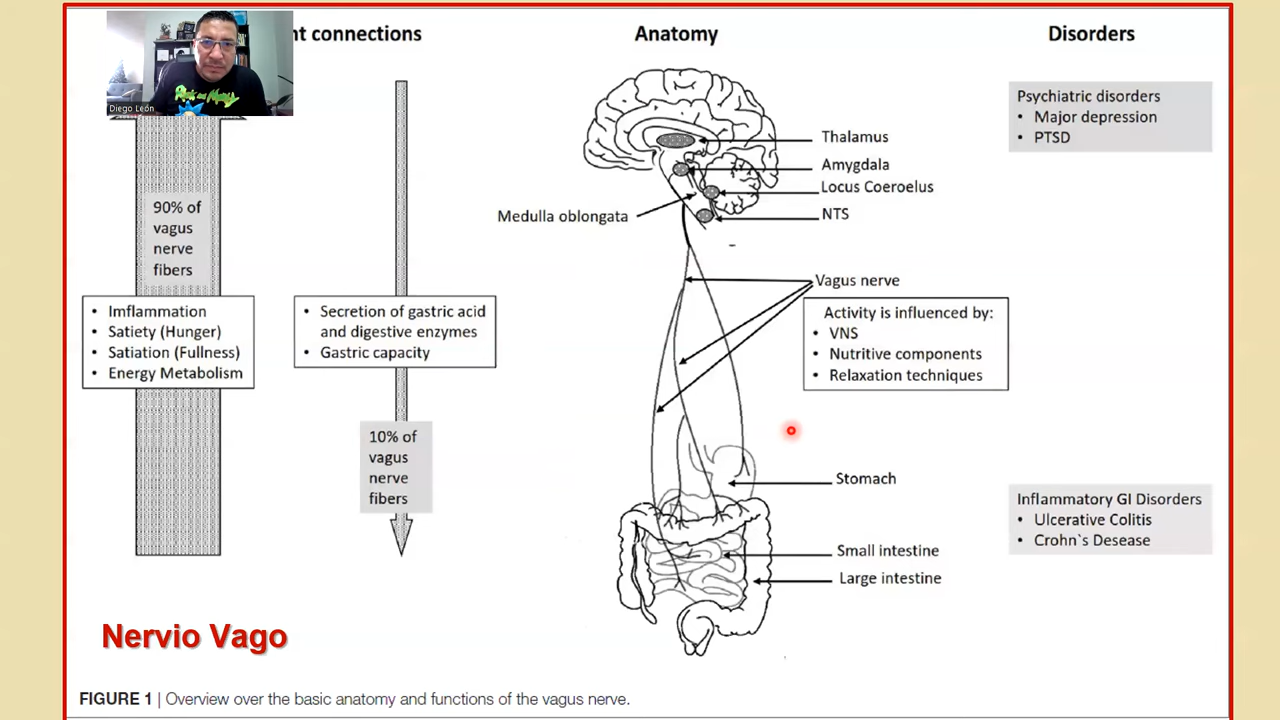 nt connections
Anatomy
Disorders
Diego León
90% of
vagus
nerve
fibers
• Imflammation
• Satiety (Hunger)
• Satiation (Fullness)
• Energy Metabolism
• Secretion of gastric acid
and digestive enzymes
• Gastric capacity
10% of
vagus
nerve
fibers
Thalamus
Amygdala
Locus Coeroelus
NTS
Medulla oblongata
Vagus nerve
Activity is influenced by:
• VNS
• Nutritive components
• Relaxation techniques
Stomach
Small intestine
Large intestine
Psychiatric disorders
• Major depression
• PTSD
Inflammatory GI Disorders
• Ulcerative Colitis
• Crohn`s Desease
Nervio Vago
FIGURE 1 | Overview over the basic anatomy and functions of the vagus nerve.